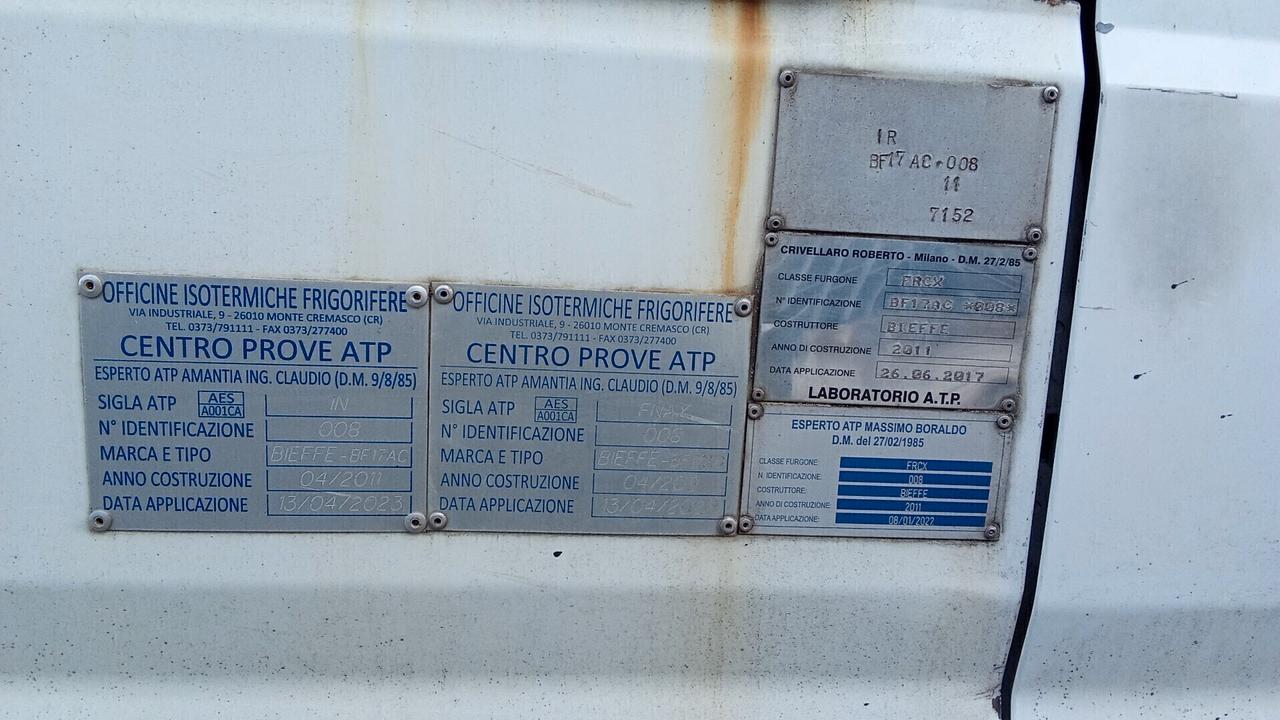 OFFICINE ISOTERMICHE FRIGORIFERE
VIA INDUSTRIALE, 9 - 26010 MONTE CREMASCO (CR)
TEL. 0373/791111 - FAX 0373/277400
CENTRO PROVE ATP
ESPERTO ATP AMANTIA ING. CLAUDIO (D.M. 9/8/85)
SIGLA ATP AES A001CA IN
N° IDENTIFICAZIONE 008
MARCA E TIPO BIEFFE-BF17AC
ANNO COSTRUZIONE 04/2011
DATA APPLICAZIONE 13/04/2023
OFFICINE ISOTERMICHE FRIGORIFERE
VIA INDUSTRIALE, 9 - 26010 MONTE CREMASCO (CR)
TEL. 0373/791111 - FAX 0373/277400
CENTRO PROVE ATP
ESPERTO ATP AMANTIA ING. CLAUDIO (D.M. 9/8/85)
SIGLA ATP AES A001CA
N° IDENTIFICAZIONE 008
MARCA E TIPO
ANNO COSTRUZIONE
DATA APPLICAZIONE
IR
BF17AC*008
11
7152
CRIVELLARO ROBERTO - Milano - D.M. 27/2/85
CLASSE FURGONE FRCX
N° IDENTIFICAZIONE BF17AC *008*
COSTRUTTORE BIEFFE
ANNO DI COSTRUZIONE 2011
DATA APPLICAZIONE 26.06.2017
LABORATORIO A.T.P.
ESPERTO ATP MASSIMO BORALDO
D.M. del 27/02/1985
CLASSE FURGONE: FRCX
N. IDENTIFICAZIONE: 008
COSTRUTTORE: BIEFFE
ANNO DI COSTRUZIONE: 2011
DATA APPLICAZIONE: 08/01/2022